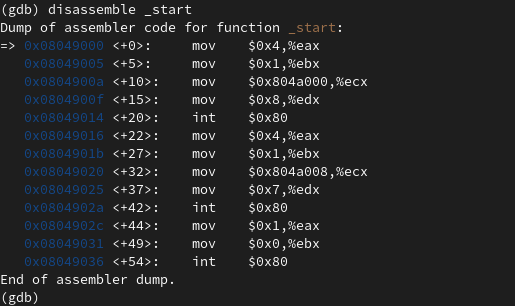 (gdb) disassemble _start
Dump of assembler code for function _start:
=> 0x08049000 <+0>:     mov    $0x4,%eax
   0x08049005 <+5>:     mov    $0x1,%ebx
   0x0804900a <+10>:    mov    $0x804a000,%ecx
   0x0804900f <+15>:    mov    $0x8,%edx
   0x08049014 <+20>:    int    $0x80
   0x08049016 <+22>:    mov    $0x4,%eax
   0x0804901b <+27>:    mov    $0x1,%ebx
   0x08049020 <+32>:    mov    $0x804a008,%ecx
   0x08049025 <+37>:    mov    $0x7,%edx
   0x0804902a <+42>:    int    $0x80
   0x0804902c <+44>:    mov    $0x1,%eax
   0x08049031 <+49>:    mov    $0x0,%ebx
   0x08049036 <+54>:    int    $0x80
End of assembler dump.
(gdb)